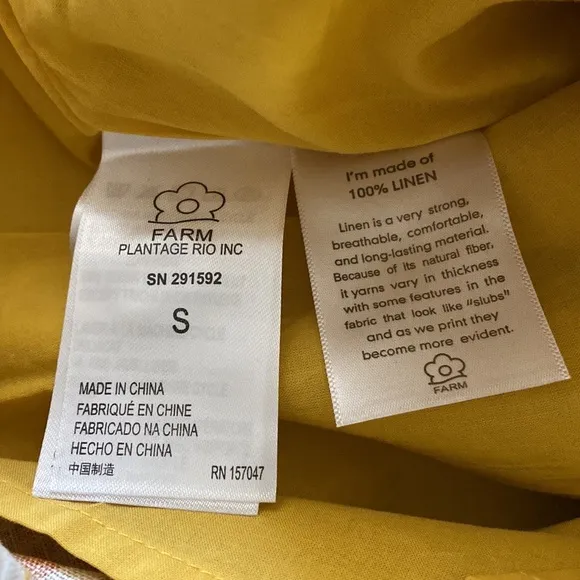 FARM
PLANTAGE RIO INC
SN 291592
S
MADE IN CHINA
FABRIQUÉ EN CHINE
FABRICADO NA CHINA
HECHO EN CHINA
中国制造
RN 157047
I'm made of
100% LINEN
Linen is a very strong,
breathable, comfortable,
and long-lasting material.
Because of its natural fiber,
it yarns vary in thickness
with some features in the
fabric that look like "slubs"
and as we print they
become more evident.
FARM